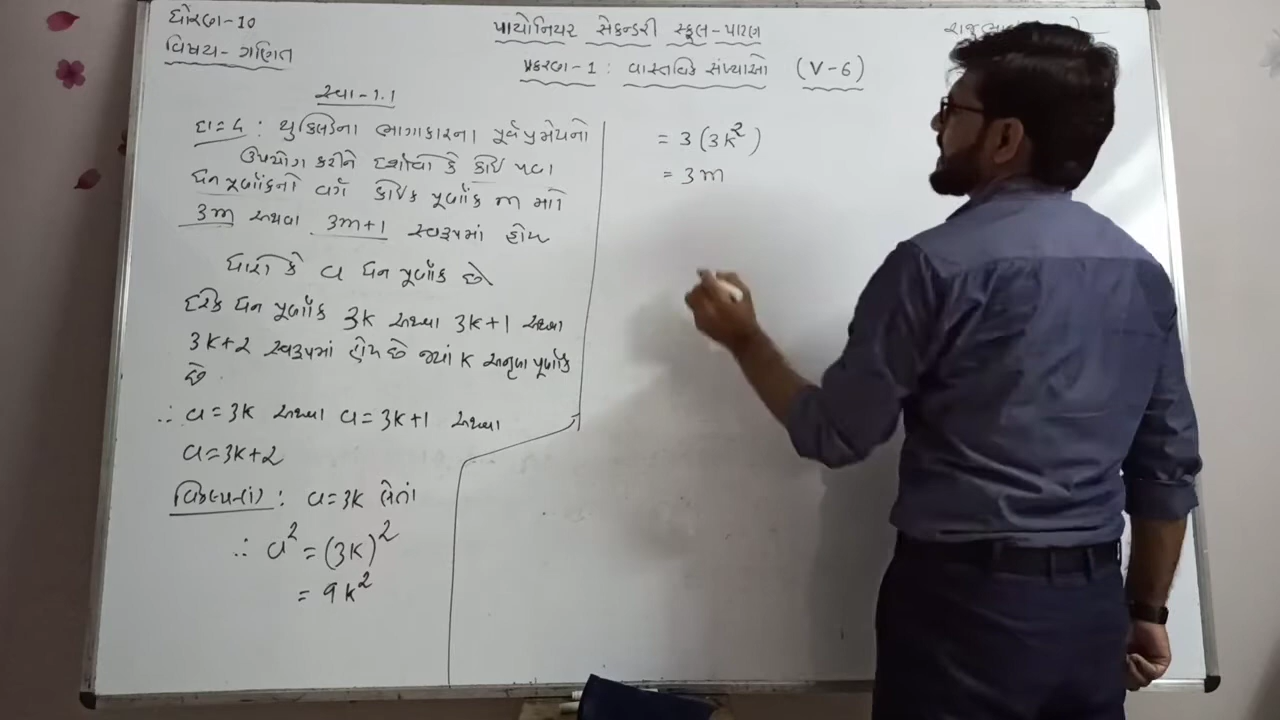 ધોરણ-10
વિષય- ગણિત
પાયોનિયર સેકન્ડરી સ્કૂલ-પાટણ
પ્રકરણ-1 : વાસ્તવિક સંખ્યાઓ (V-6)
સ્વા-1.1
દા=4 : યુક્લિડના ભાગાકારના પૂર્વપ્રમેયનો
ઉપયોગ કરીને દર્શાવો કે કોઈ પણ
ધન પૂર્ણાંકનો વર્ગ કોઈક પૂર્ણાંક m માટે
3m અથવા 3m+1 સ્વરૂપમાં હોય
ધારો કે a ધન પૂર્ણાંક છે
દરેક ધન પૂર્ણાંક 3k અથવા 3k+1 અથવા
3k+2 સ્વરૂપમાં હોય છે જ્યાં k અનૃણ પૂર્ણાંક
છે.
∴ a=3k અથવા a=3k+1 અથવા
a=3k+2
: a=3k લેતાં
∴ a² = (3k)²
= 9k²
= 3(3k²)
= 3m